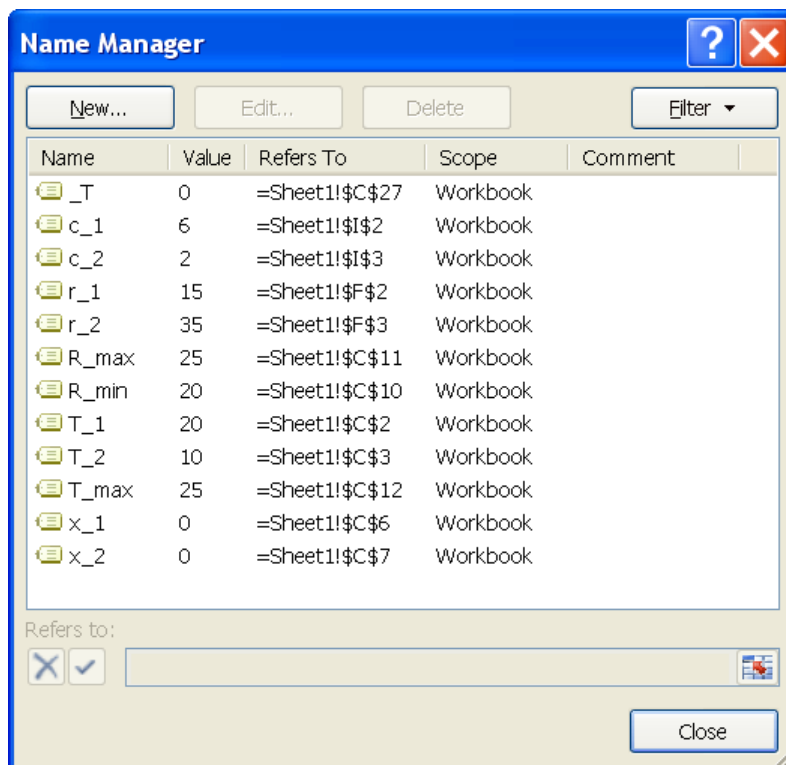 Name Manager
New... Edit... Delete Filter
Name Value Refers To Scope Comment
_T 0 =Sheet1!$C$27 Workbook
c_1 6 =Sheet1!$I$2 Workbook
c_2 2 =Sheet1!$I$3 Workbook
r_1 15 =Sheet1!$F$2 Workbook
r_2 35 =Sheet1!$F$3 Workbook
R_max 25 =Sheet1!$C$11 Workbook
R_min 20 =Sheet1!$C$10 Workbook
T_1 20 =Sheet1!$C$2 Workbook
T_2 10 =Sheet1!$C$3 Workbook
T_max 25 =Sheet1!$C$12 Workbook
x_1 0 =Sheet1!$C$6 Workbook
x_2 0 =Sheet1!$C$7 Workbook
Refers to:
Close